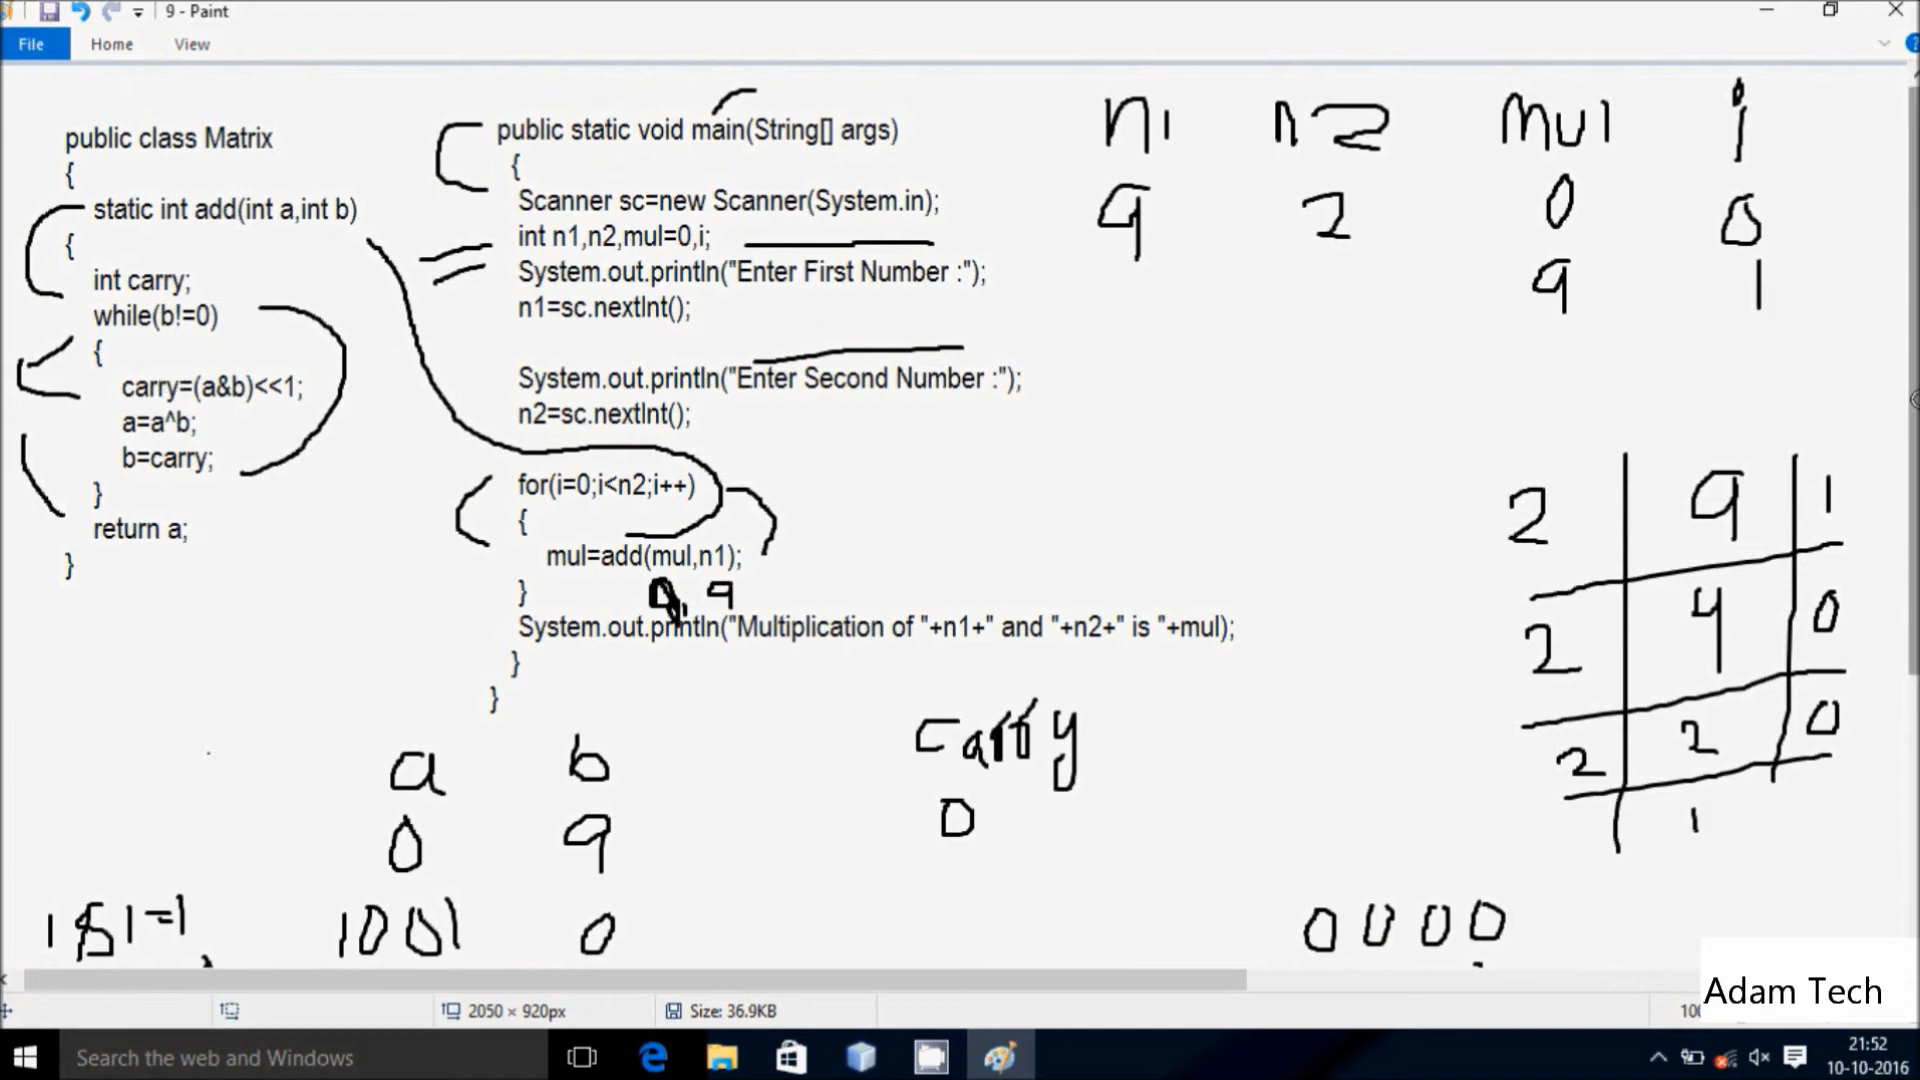 9 - Paint
File Home View
public class Matrix
{
static int add(int a,int b)
{
int carry;
while(b!=0)
{
carry=(a&b)<<1;
a=a^b;
b=carry;
}
return a;
}
public static void main(String[] args)
{
Scanner sc=new Scanner(System.in);
int n1,n2,mul=0,i;
System.out.println("Enter First Number :");
n1=sc.nextInt();
System.out.println("Enter Second Number :");
n2=sc.nextInt();
for(i=0;i<n2;i++)
{
mul=add(mul,n1);
}
System.out.println("Multiplication of "+n1+" and "+n2+" is "+mul);
}
}
, 9
n1 n2 mul i
9 2 0 0
9 1
2 9 1
2 4 0
2 2 0
1
a b carry
0 9 0
1&1=1, 1001 0 0000
Adam Tech
2050 × 920px Size: 36.9KB
Search the web and Windows
21:52
10-10-2016